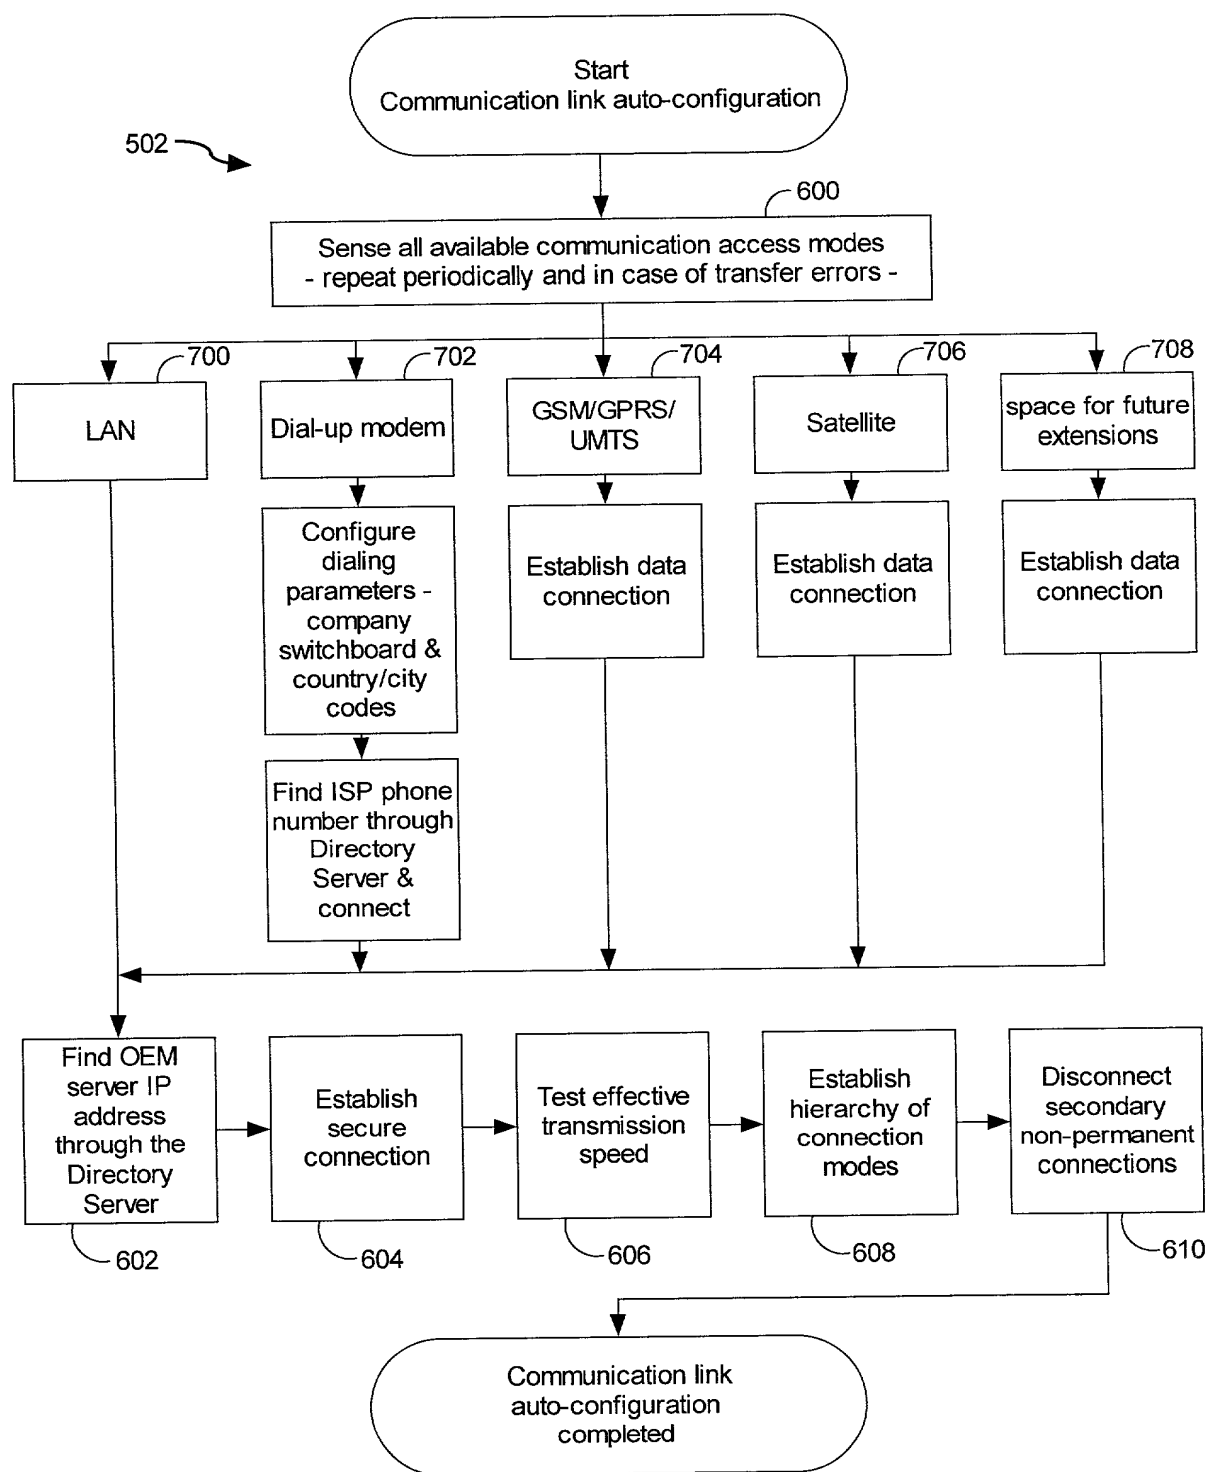 Start
Communication link auto-configuration
502
600
Sense all available communication access modes
- repeat periodically and in case of transfer errors -
700
702
704
706
708
LAN
Dial-up modem
GSM/GPRS/
UMTS
Satellite
space for future
extensions
Configure
dialing
parameters -
company
switchboard &
country/city
codes
Establish data
connection
Establish data
connection
Establish data
connection
Find ISP phone
number through
Directory
Server &
connect
Find OEM
server IP
address
through the
Directory
Server
Establish
secure
connection
Test effective
transmission
speed
Establish
hierarchy of
connection
modes
Disconnect
secondary
non-permanent
connections
602
604
606
608
610
Communication link
auto-configuration
completed